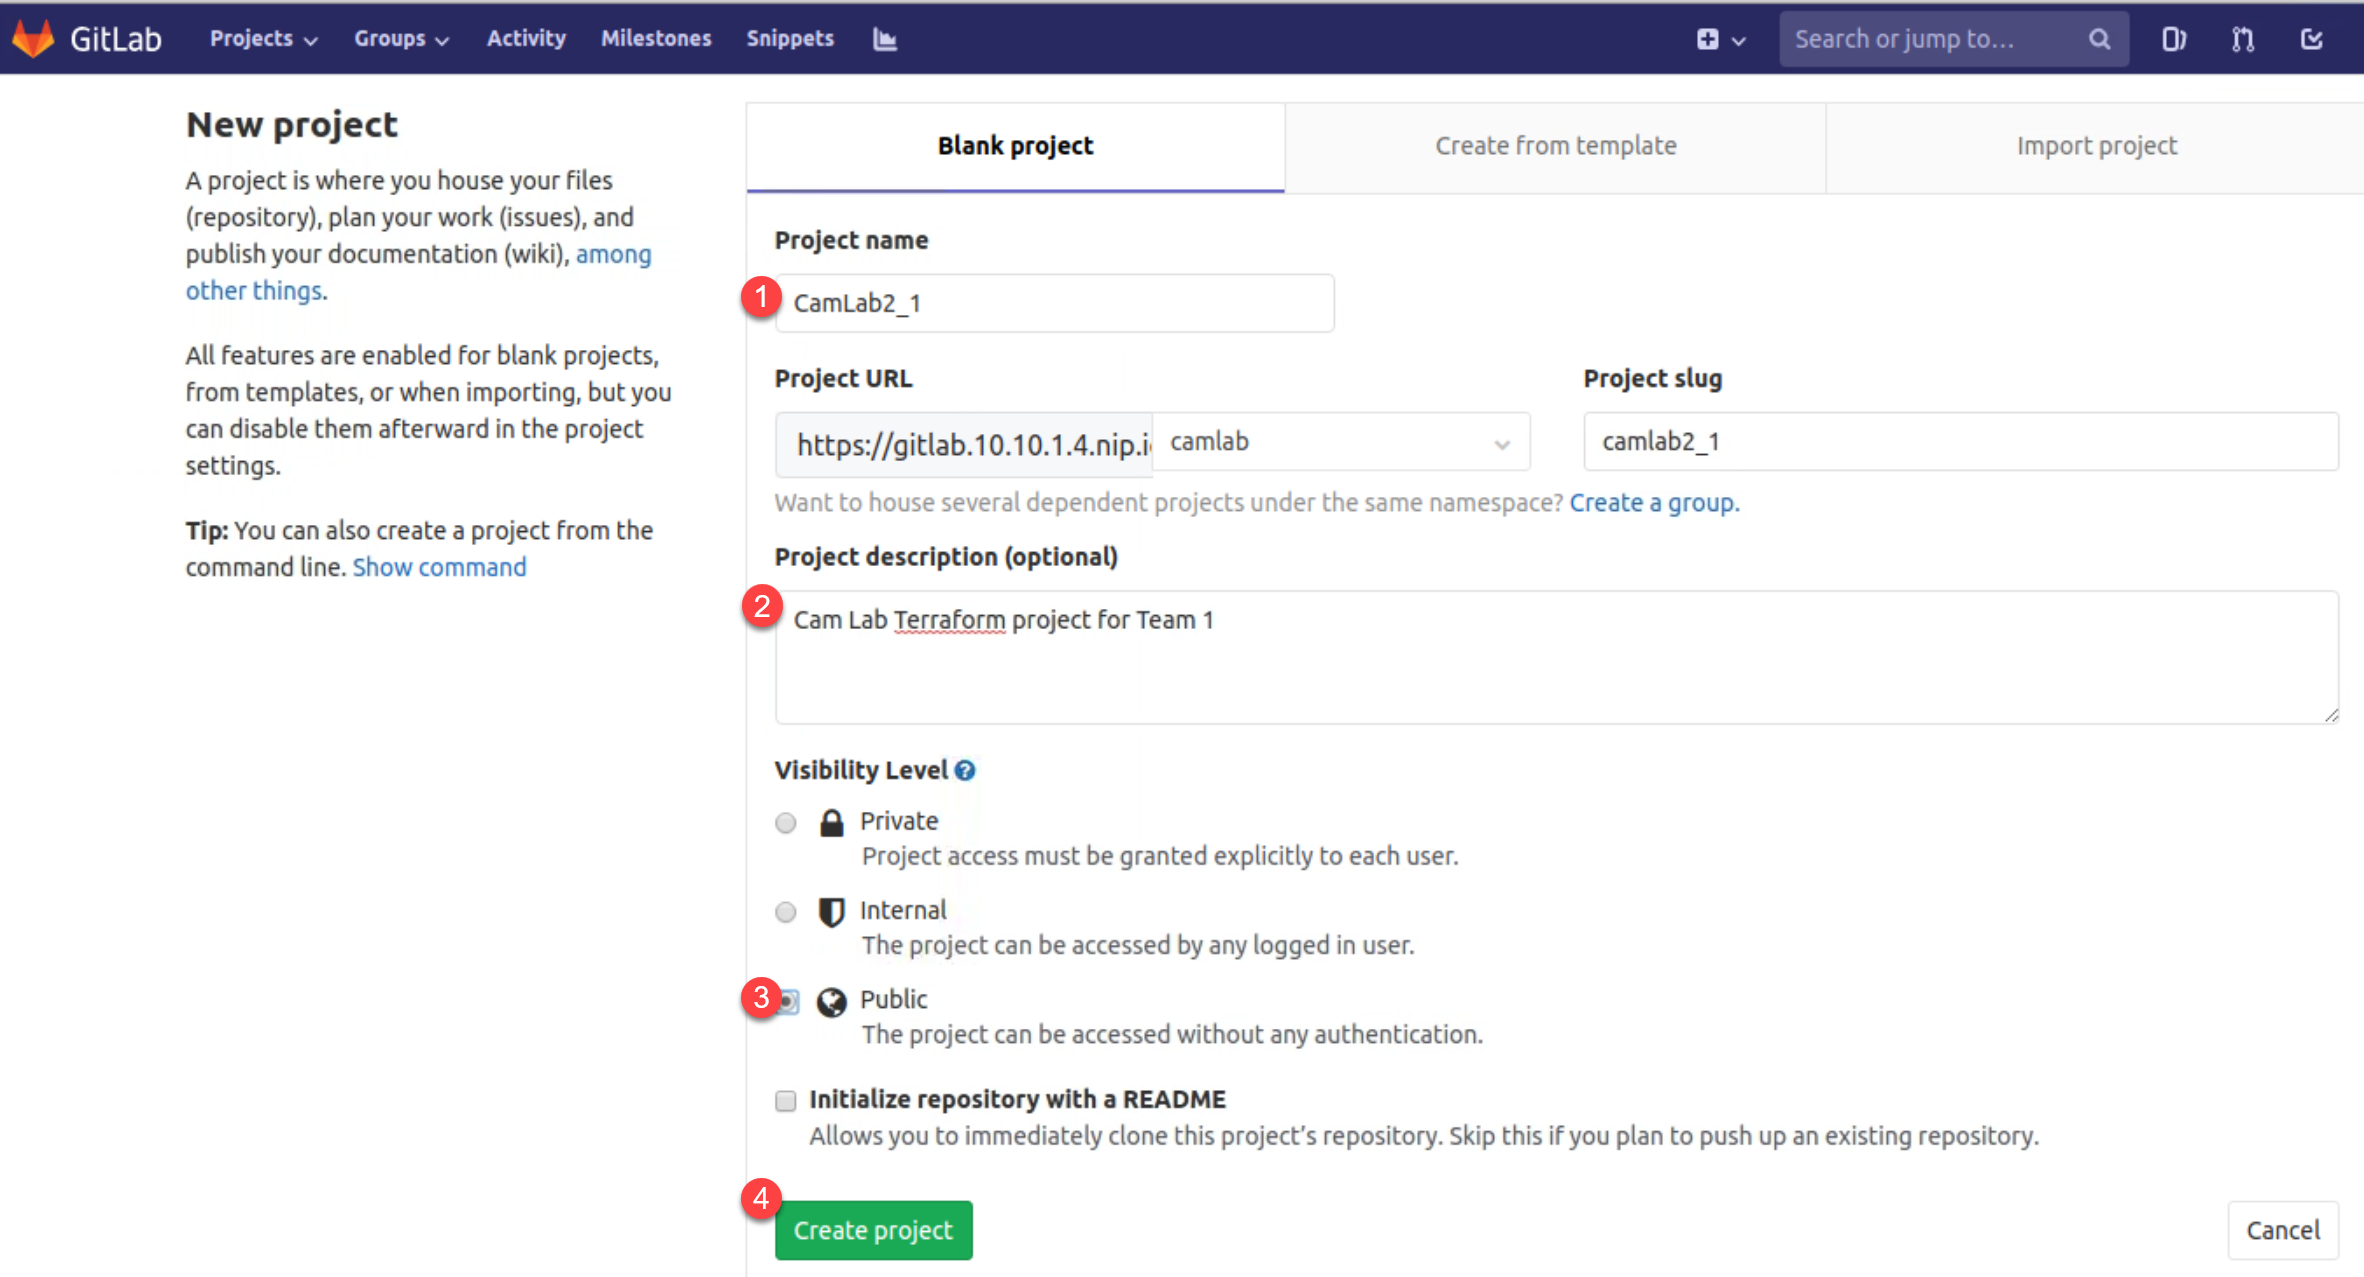 GitLab Projects Groups Activity Milestones Snippets Search or jump to...
New project
A project is where you house your files
(repository), plan your work (issues), and
publish your documentation (wiki), among
other things.
All features are enabled for blank projects,
from templates, or when importing, but you
can disable them afterward in the project
settings.
Tip: You can also create a project from the
command line. Show command
Blank project Create from template Import project
Project name
1 CamLab2_1
Project URL Project slug
https://gitlab.10.10.1.4.nip.i camlab camlab2_1
Want to house several dependent projects under the same namespace? Create a group.
Project description (optional)
2 Cam Lab Terraform project for Team 1
Visibility Level ?
Private
Project access must be granted explicitly to each user.
Internal
The project can be accessed by any logged in user.
3 Public
The project can be accessed without any authentication.
Initialize repository with a README
Allows you to immediately clone this project's repository. Skip this if you plan to push up an existing repository.
4 Create project Cancel